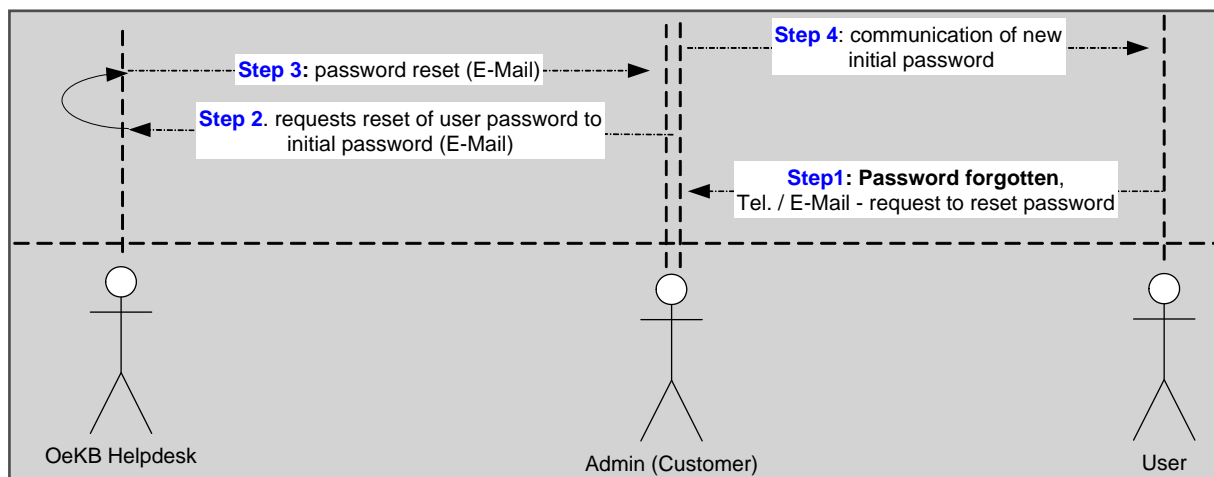 Step 4: communication of new
initial password
Step 3: password reset (E-Mail)
Step 2. requests reset of user password to
initial password (E-Mail)
Step1: Password forgotten,
Tel. / E-Mail - request to reset password
OeKB Helpdesk
Admin (Customer)
User